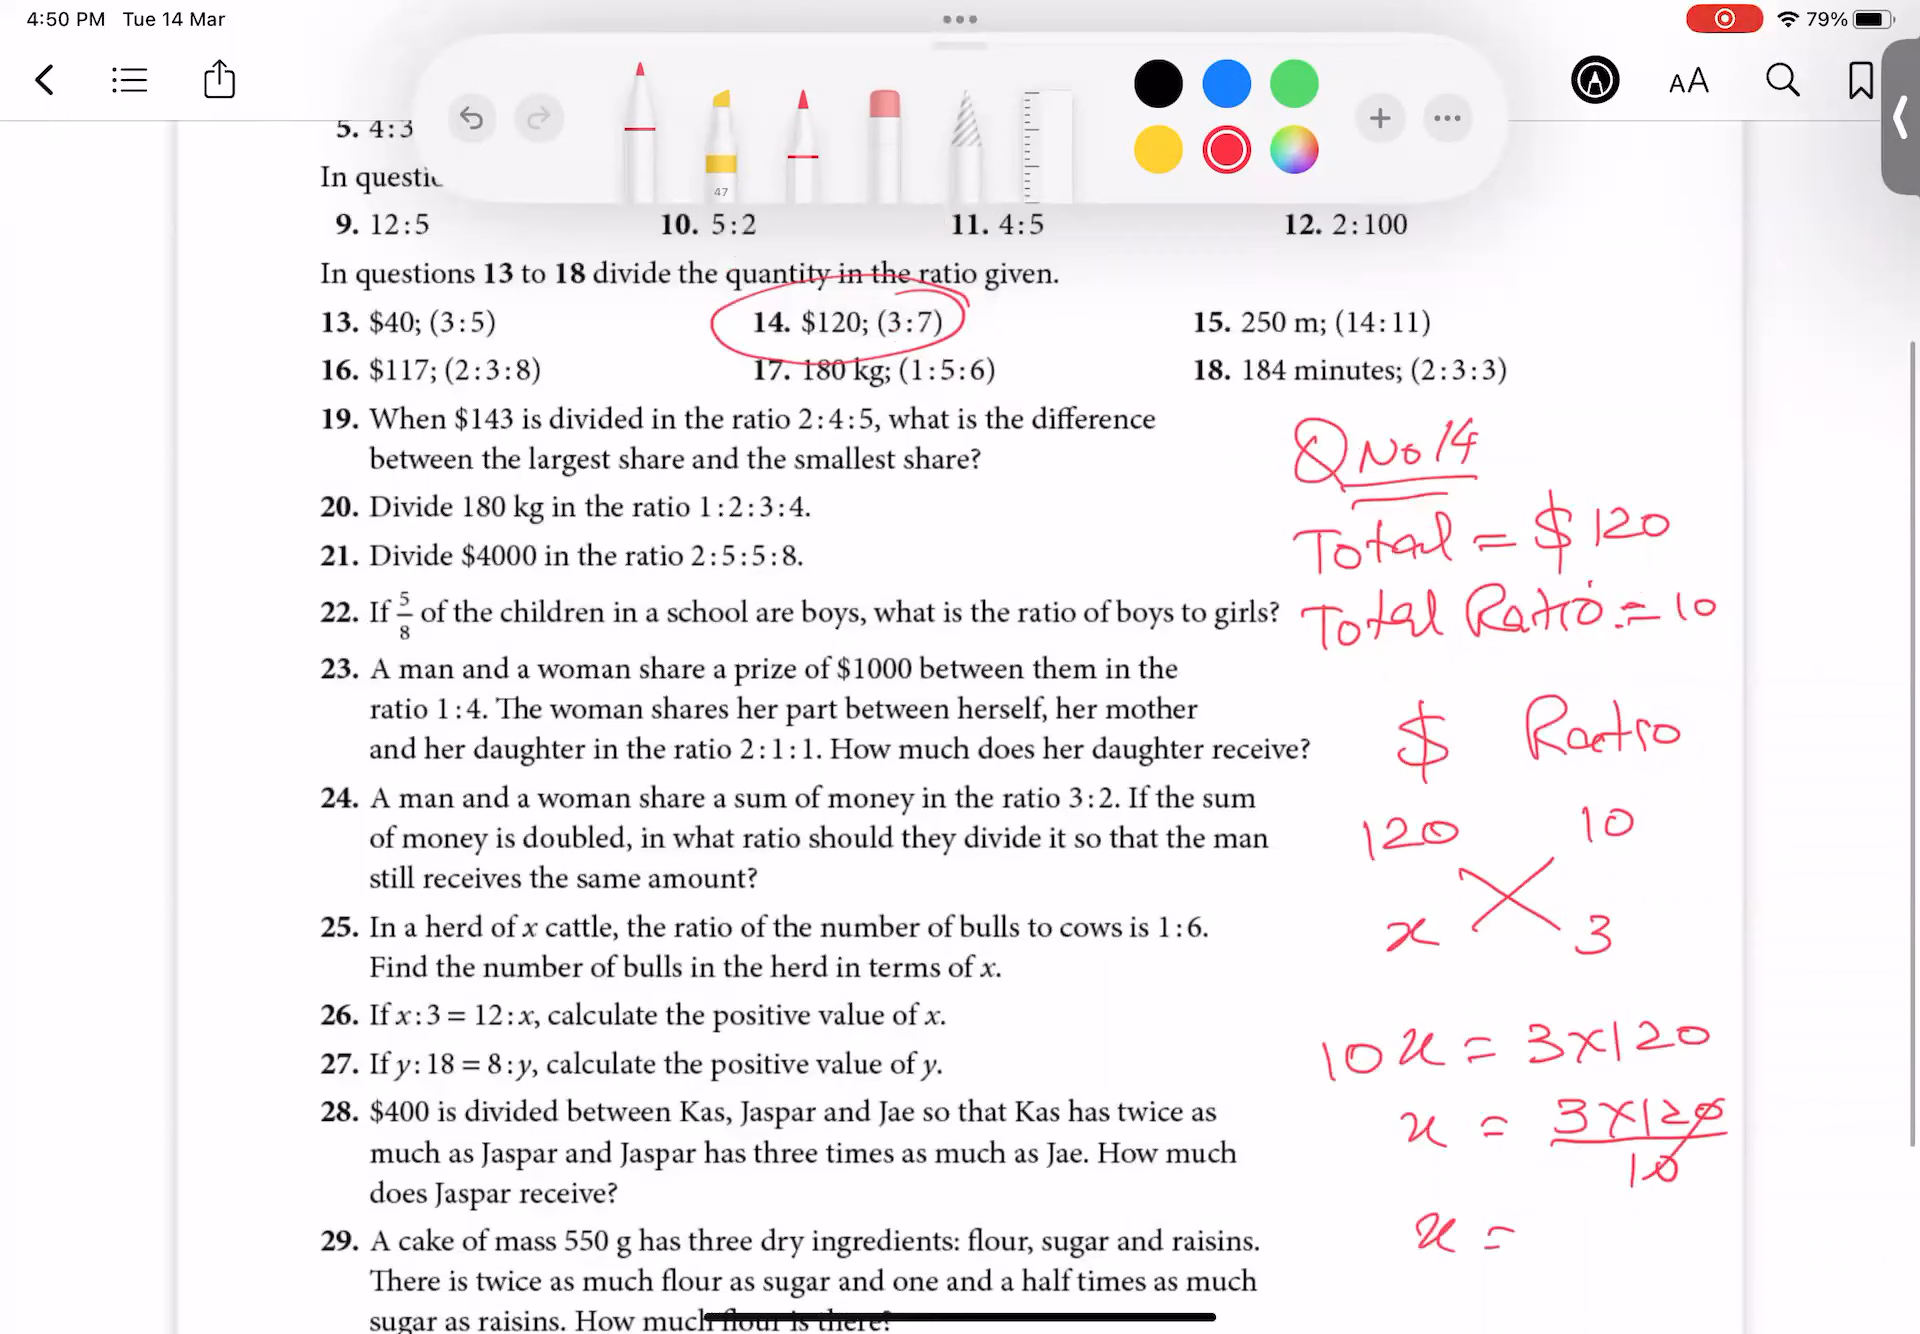 4:50 PM Tue 14 Mar
79%
AA
47
5. 4:3
In questi
9. 12:5 10. 5:2 11. 4:5 12. 2:100
In questions 13 to 18 divide the quantity in the ratio given.
13. $40; (3:5) 14. $120; (3:7) 15. 250 m; (14:11)
16. $117; (2:3:8) 17. 180 kg; (1:5:6) 18. 184 minutes; (2:3:3)
19. When $143 is divided in the ratio 2:4:5, what is the difference
between the largest share and the smallest share?
20. Divide 180 kg in the ratio 1:2:3:4.
21. Divide $4000 in the ratio 2:5:5:8.
22. If 5/8 of the children in a school are boys, what is the ratio of boys to girls?
23. A man and a woman share a prize of $1000 between them in the
ratio 1:4. The woman shares her part between herself, her mother
and her daughter in the ratio 2:1:1. How much does her daughter receive?
24. A man and a woman share a sum of money in the ratio 3:2. If the sum
of money is doubled, in what ratio should they divide it so that the man
still receives the same amount?
25. In a herd of x cattle, the ratio of the number of bulls to cows is 1:6.
Find the number of bulls in the herd in terms of x.
26. If x:3 = 12:x, calculate the positive value of x.
27. If y:18 = 8:y, calculate the positive value of y.
28. $400 is divided between Kas, Jaspar and Jae so that Kas has twice as
much as Jaspar and Jaspar has three times as much as Jae. How much
does Jaspar receive?
29. A cake of mass 550 g has three dry ingredients: flour, sugar and raisins.
There is twice as much flour as sugar and one and a half times as much
sugar as raisins. How much flour is there?
Q No 14
Total = $120
Total Ratio = 10
$ Ratio
120 10
x 3
10x = 3×120
x = 3×120
10
x =